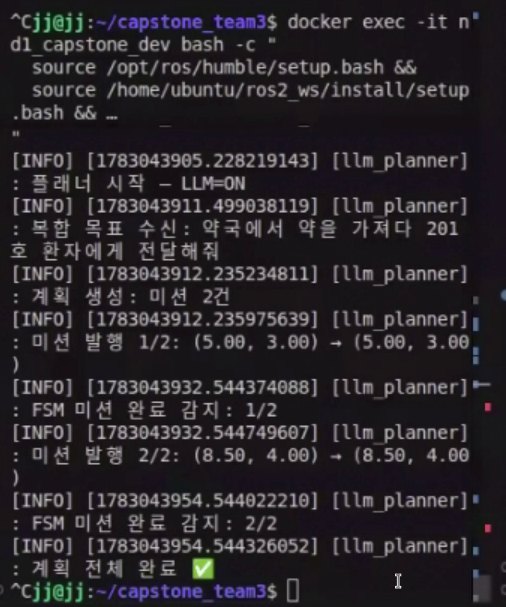 ^Cjj@jj:~/capstone_team3$ docker exec -it n
d1_capstone_dev bash -c "
  source /opt/ros/humble/setup.bash &&
  source /home/ubuntu/ros2_ws/install/setup
.bash && …
"
[INFO] [1783043905.228219143] [llm_planner]
: 플래너 시작 — LLM=ON
[INFO] [1783043911.499038119] [llm_planner]
: 복합 목표 수신: 약국에서 약을 가져다 201
호 환자에게 전달해줘
[INFO] [1783043912.235234811] [llm_planner]
: 계획 생성: 미션 2건
[INFO] [1783043912.235975639] [llm_planner]
: 미션 발행 1/2: (5.00, 3.00) → (5.00, 3.00
)
[INFO] [1783043932.544374088] [llm_planner]
: FSM 미션 완료 감지: 1/2
[INFO] [1783043932.544749607] [llm_planner]
: 미션 발행 2/2: (8.50, 4.00) → (8.50, 4.00
)
[INFO] [1783043954.544022210] [llm_planner]
: FSM 미션 완료 감지: 2/2
[INFO] [1783043954.544326052] [llm_planner]
: 계획 전체 완료 ✅
^Cjj@jj:~/capstone_team3$